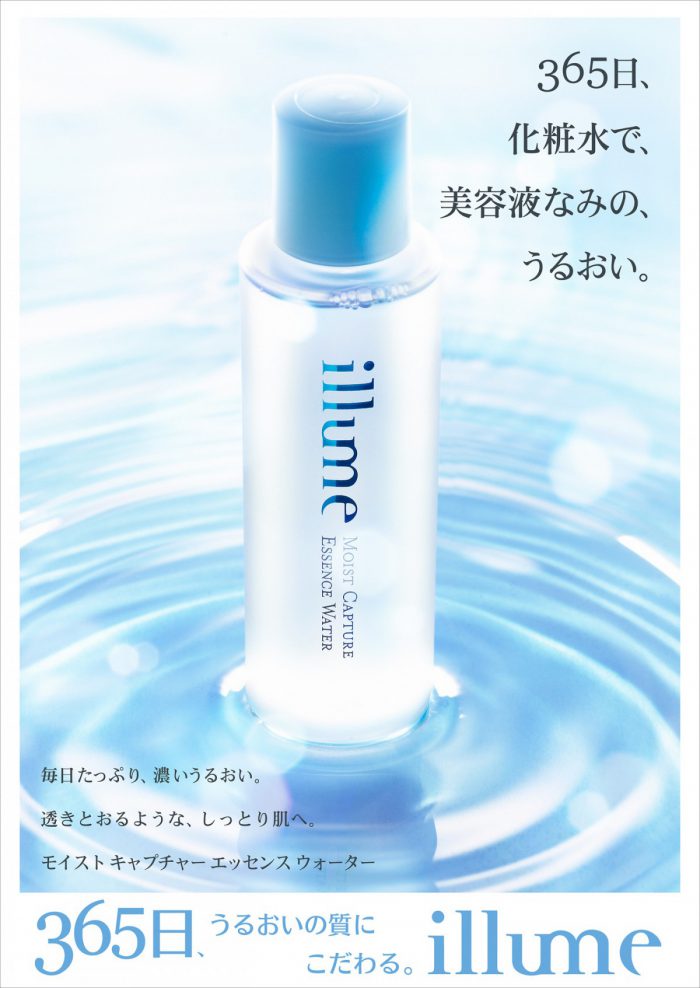 365日、
化粧水で、
美容液なみの、
うるおい。
illume
MOIST CAPTURE
ESSENCE WATER
毎日たっぷり、濃いうるおい。
透きとおるような、しっとり肌へ。
モイスト キャプチャー エッセンス ウォーター
365日、うるおいの質に
こだわる。
illume